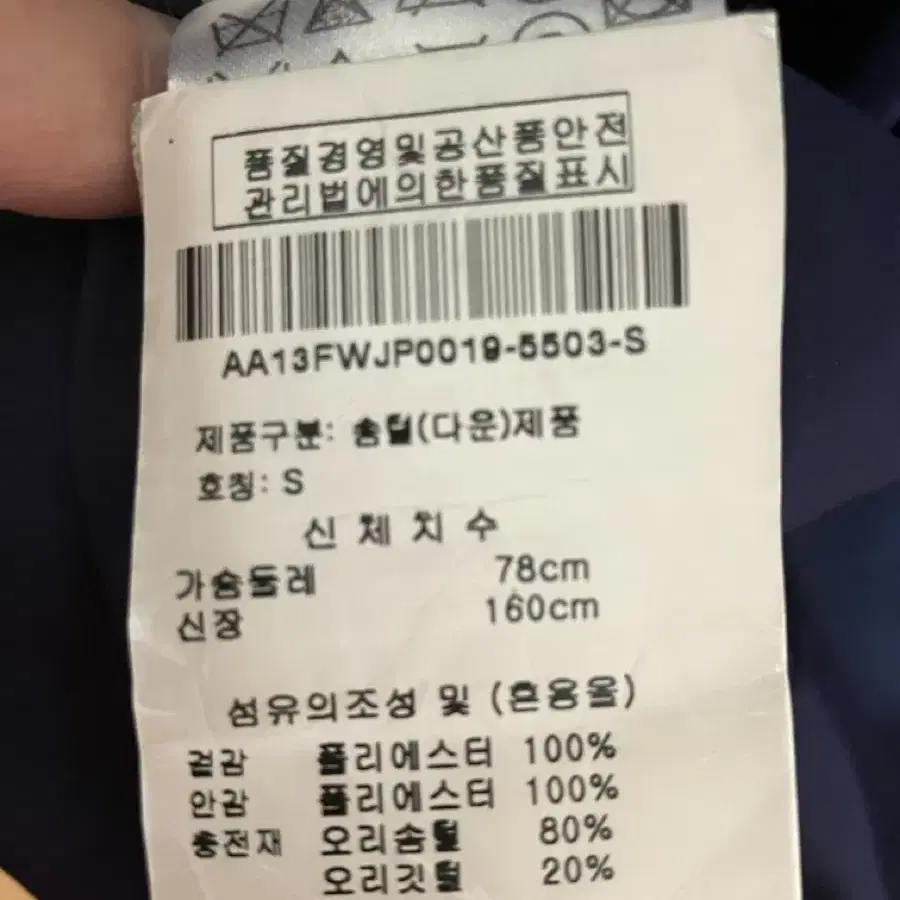 품질경영및공산품안전
관리법에의한품질표시
AA13FWJP0019-5503-S
제품구분: 솜털(다운)제품
호칭: S
신 체 치 수
가슴둘레 78cm
신장 160cm
섬유의조성 및 (혼용율)
겉감 폴리에스터 100%
안감 폴리에스터 100%
충전재 오리솜털 80%
오리깃털 20%